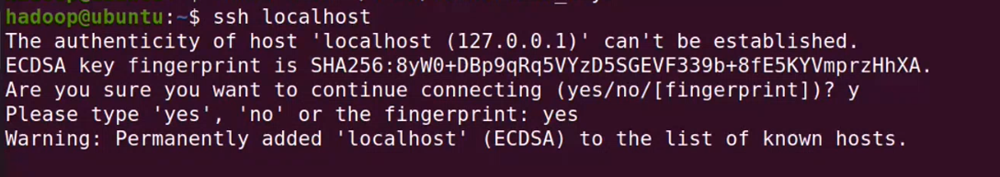 hadoop@ubuntu:~$ ssh localhost
The authenticity of host 'localhost (127.0.0.1)' can't be established.
ECDSA key fingerprint is SHA256:8yW0+DBp9qRq5VYzD5SGEVF339b+8fE5KYVmprzHhXA.
Are you sure you want to continue connecting (yes/no/[fingerprint])? y
Please type 'yes', 'no' or the fingerprint: yes
Warning: Permanently added 'localhost' (ECDSA) to the list of known hosts.